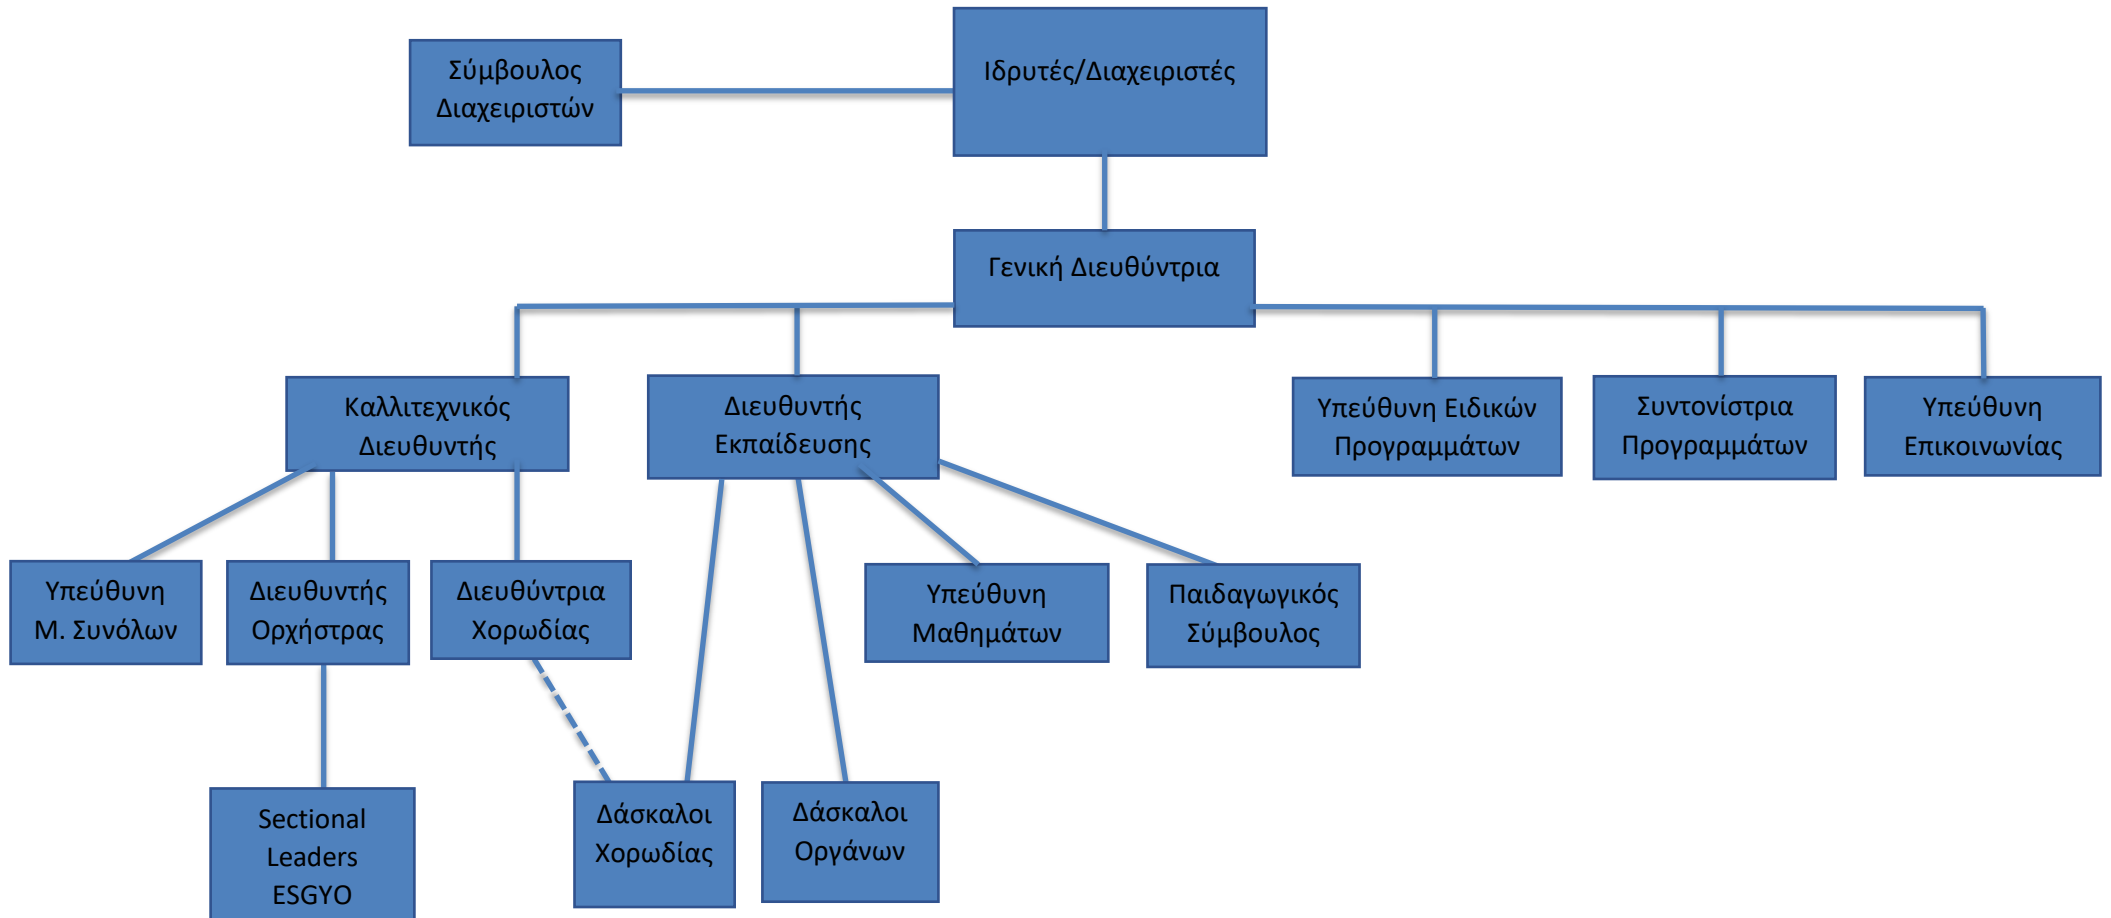 Σύμβουλος
Διαχειριστών
Ιδρυτές/Διαχειριστές
Γενική Διευθύντρια
Καλλιτεχνικός
Διευθυντής
Διευθυντής
Εκπαίδευσης
Υπεύθυνη Ειδικών
Προγραμμάτων
Συντονίστρια
Προγραμμάτων
Υπεύθυνη
Επικοινωνίας
Υπεύθυνη
Μ. Συνόλων
Διευθυντής
Ορχήστρας
Διευθύντρια
Χορωδίας
Υπεύθυνη
Μαθημάτων
Παιδαγωγικός
Σύμβουλος
Sectional
Leaders
ESGYO
Δάσκαλοι
Χορωδίας
Δάσκαλοι
Οργάνων